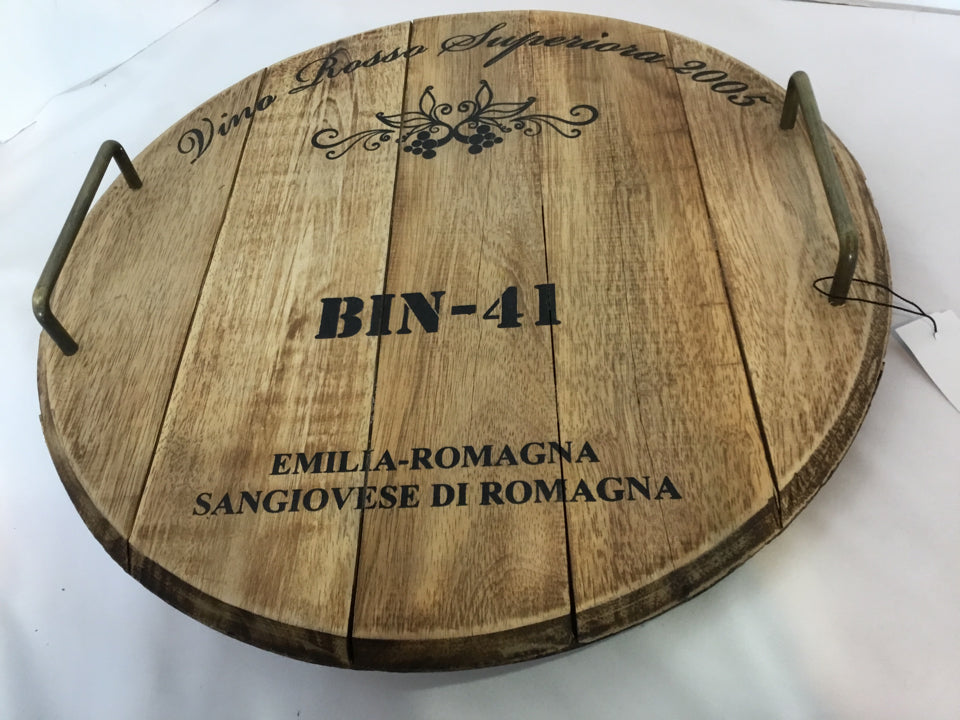 Vino Rosso Superiora 2005
BIN-41
EMILIA-ROMAGNA
SANGIOVESE DI ROMAGNA